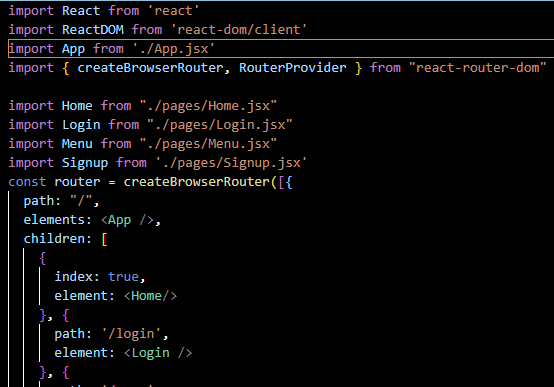 import React from 'react'
import ReactDOM from 'react-dom/client'
import App from './App.jsx'
import { createBrowserRouter, RouterProvider } from "react-router-dom"
import Home from "./pages/Home.jsx"
import Login from "./pages/Login.jsx"
import Menu from "./pages/Menu.jsx"
import Signup from './pages/Signup.jsx'
const router = createBrowserRouter([{
path: "/",
elements: <App />,
children: [
{
index: true,
element: <Home/>
}, {
path: '/login',
element: <Login />
}, {